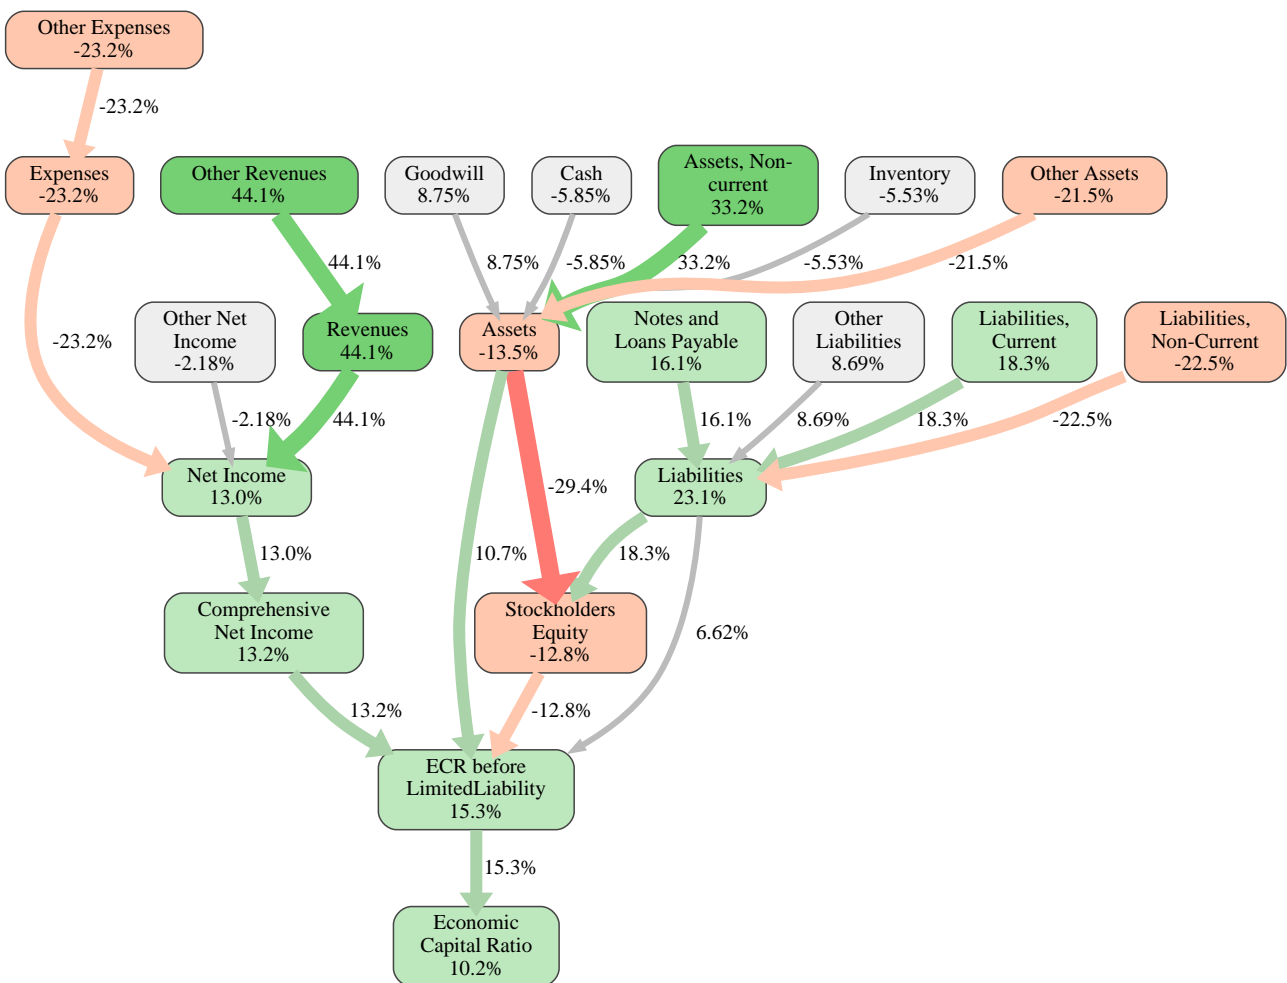 Other Expenses
-23.2%
-23.2%
Expenses
-23.2%
Other Revenues
44.1%
Goodwill
8.75%
Cash
-5.85%
Assets, Non-
current
33.2%
Inventory
-5.53%
Other Assets
-21.5%
44.1%
8.75%
-5.85%
33.2%
-5.53%
-21.5%
-23.2%
Other Net
Income
-2.18%
Revenues
44.1%
Assets
-13.5%
Notes and
Loans Payable
16.1%
Other
Liabilities
8.69%
Liabilities,
Current
18.3%
Liabilities,
Non-Current
-22.5%
-2.18%
44.1%
16.1%
8.69%
18.3%
-22.5%
Net Income
13.0%
-29.4%
Liabilities
23.1%
13.0%
10.7%
18.3%
Comprehensive
Net Income
13.2%
Stockholders
Equity
-12.8%
6.62%
13.2%
-12.8%
ECR before
LimitedLiability
15.3%
15.3%
Economic
Capital Ratio
10.2%